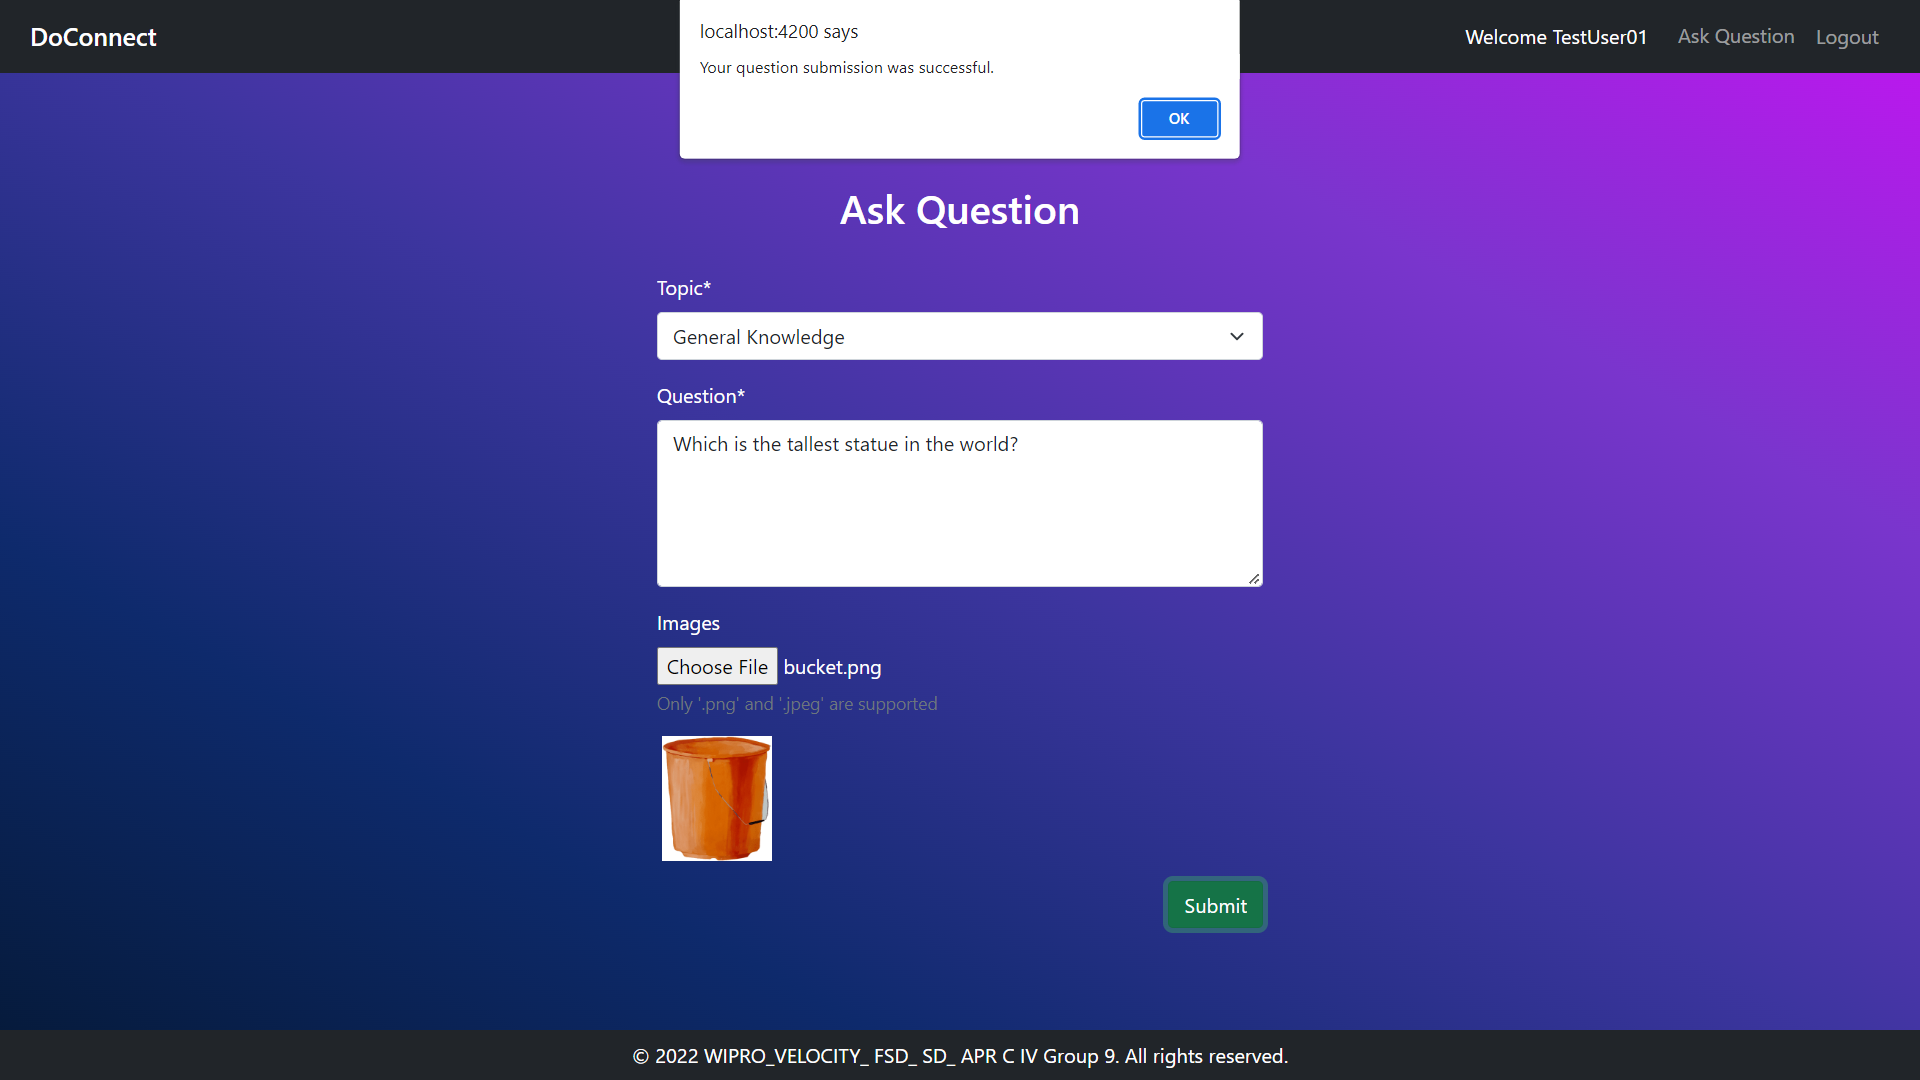 DoConnect
localhost:4200 says
Your question submission was successful.
OK
Welcome TestUser01
Ask Question
Logout
Ask Question
Topic*
General Knowledge
Question*
Which is the tallest statue in the world?
Images
Choose File bucket.png
Only '.png' and '.jpeg' are supported
Submit
© 2022 WIPRO_VELOCITY_ FSD_ SD_ APR C IV Group 9. All rights reserved.